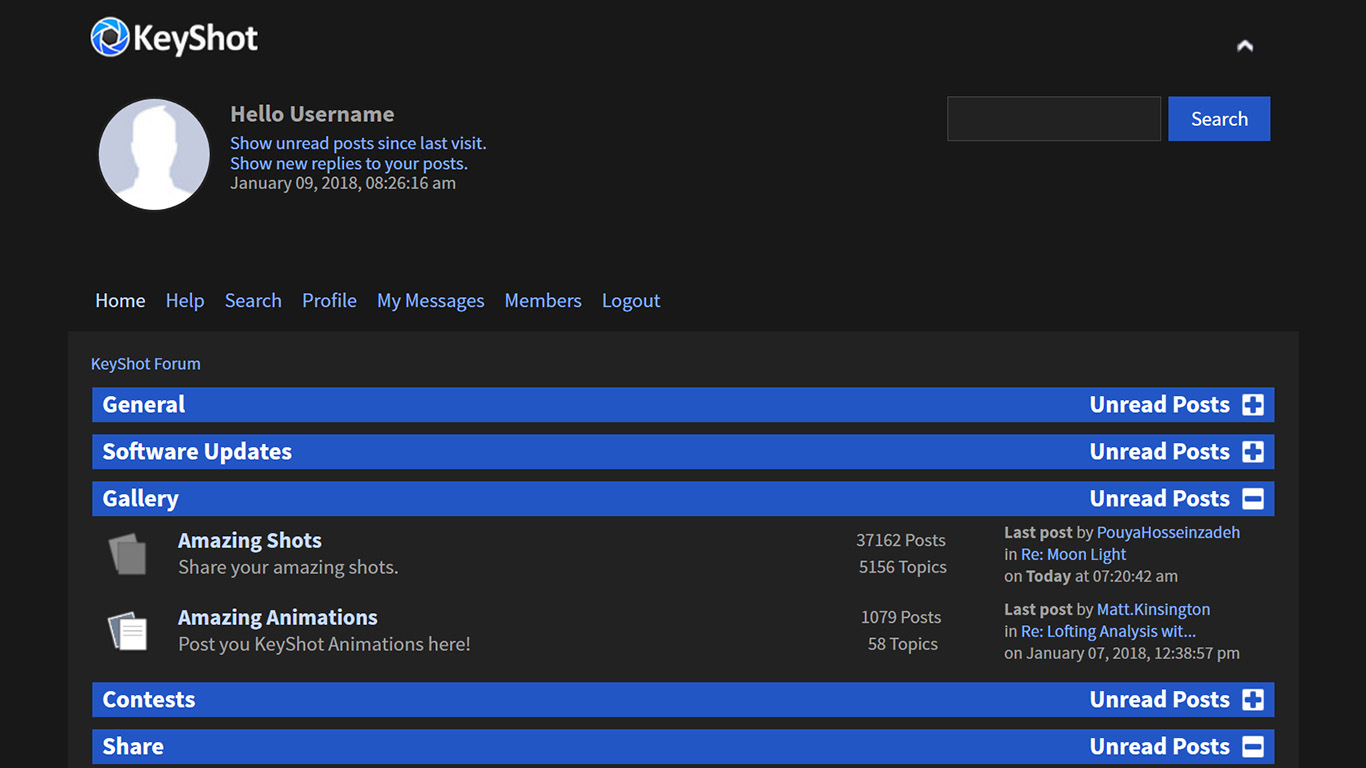 KeyShot
Hello Username
Show unread posts since last visit.
Show new replies to your posts.
January 09, 2018, 08:26:16 am
Search
Home Help Search Profile My Messages Members Logout
KeyShot Forum
General Unread Posts
Software Updates Unread Posts
Gallery Unread Posts
Amazing Shots
Share your amazing shots.
37162 Posts
5156 Topics
Last post by PouyaHosseinzadeh
in Re: Moon Light
on Today at 07:20:42 am
Amazing Animations
Post you KeyShot Animations here!
1079 Posts
58 Topics
Last post by Matt.Kinsington
in Re: Lofting Analysis wit...
on January 07, 2018, 12:38:57 pm
Contests Unread Posts
Share Unread Posts